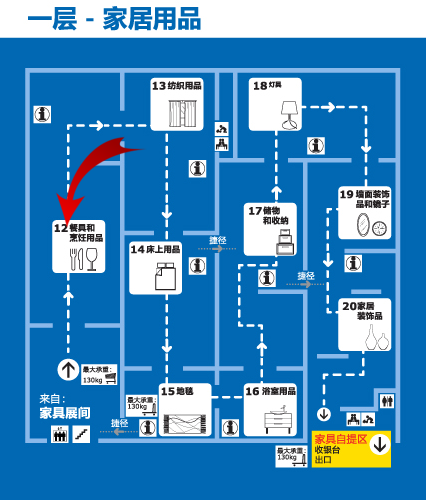 一层 - 家居用品
13 纺织用品
18 灯具
19 墙面装饰
品和镜子
17 储物
和收纳
12 餐具和
烹饪用品
14 床上用品
捷径
捷径
20 家居
装饰品
最大承重:
130kg
来自:
家具展间
最大承重:
130kg
15 地毯
16 浴室用品
捷径
最大承重:
130kg
家具自提区
收银台
出口